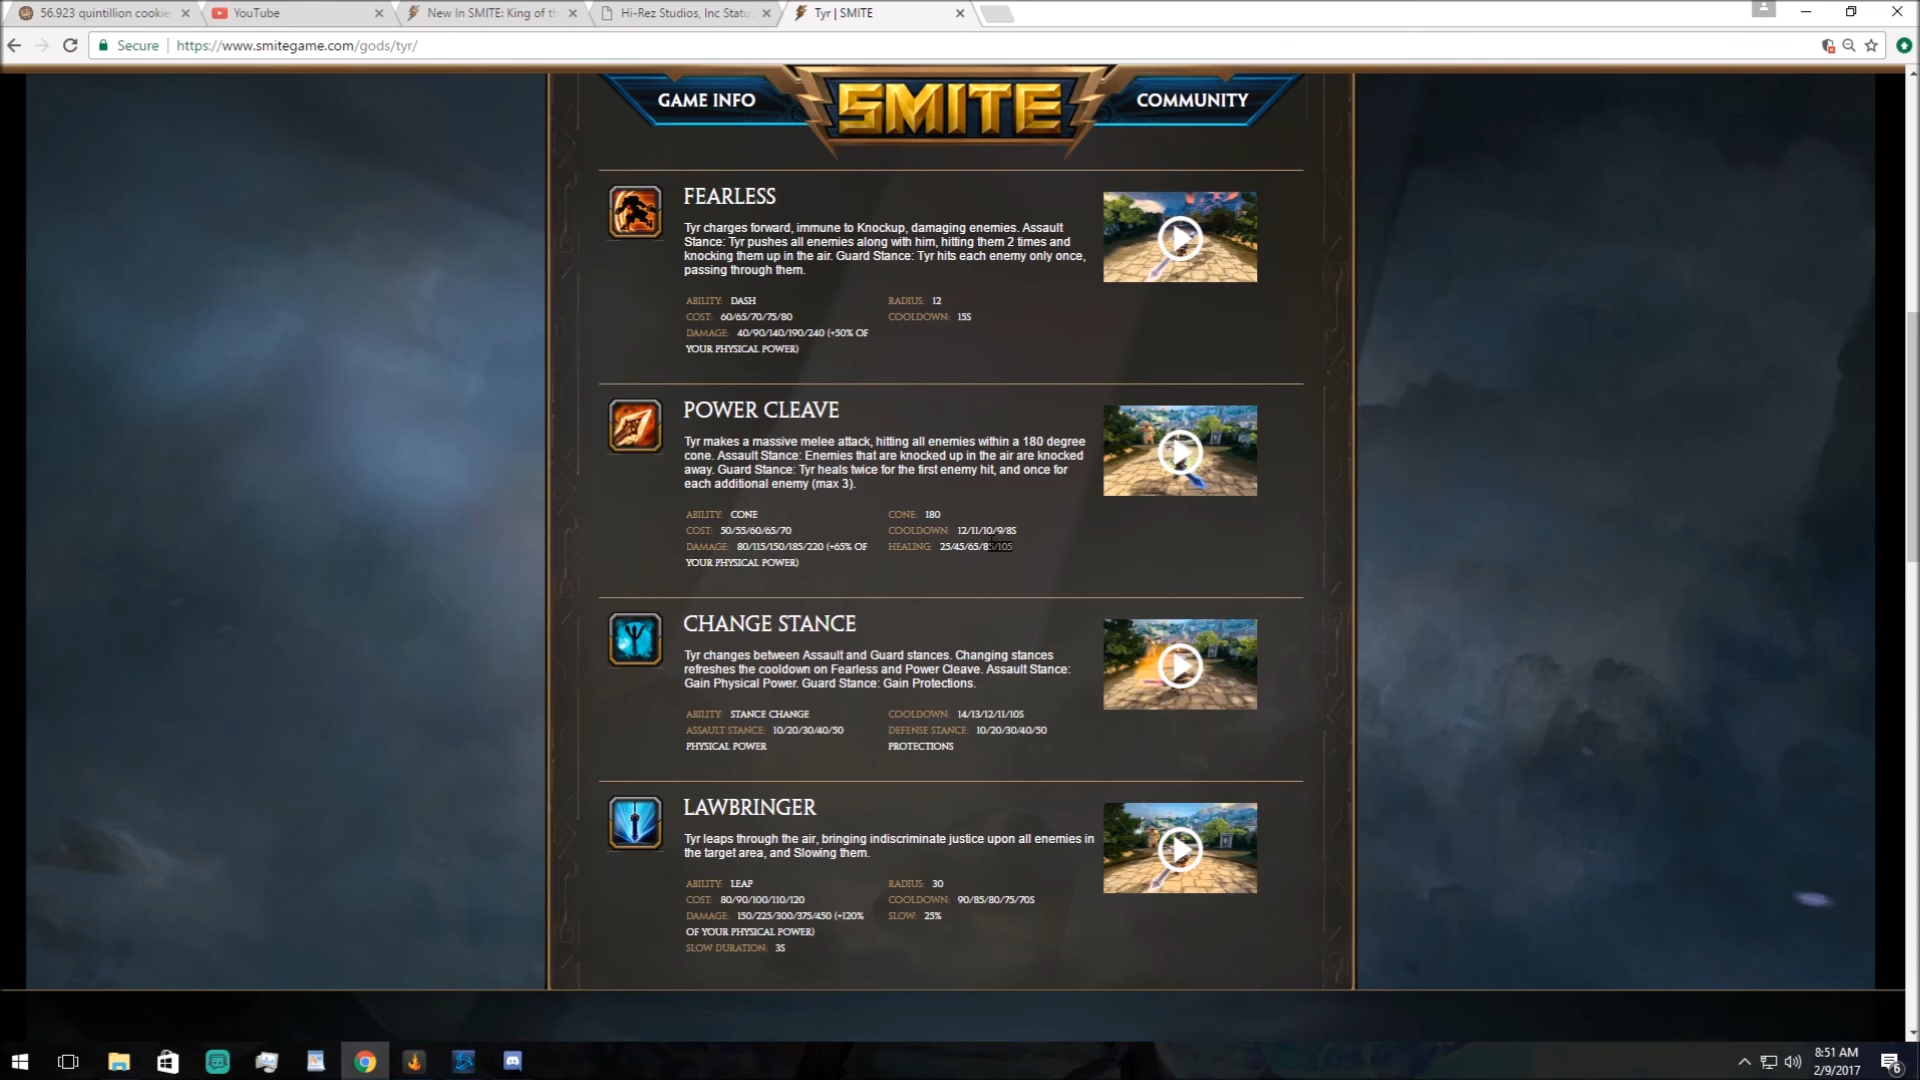 56.923 quintillion cookie
YouTube
New In SMITE: King of th
Hi-Rez Studios, Inc Statu
Tyr | SMITE
Secure
https://www.smitegame.com/gods/tyr/
GAME INFO
SMITE
COMMUNITY
FEARLESS
Tyr charges forward, immune to Knockup, damaging enemies. Assault
Stance: Tyr pushes all enemies along with him, hitting them 2 times and
knocking them up in the air. Guard Stance: Tyr hits each enemy only once,
passing through them.
ABILITY: DASH
RADIUS: 12
COST: 60/65/70/75/80
COOLDOWN: 15S
DAMAGE: 40/90/140/190/240 (+50% OF
YOUR PHYSICAL POWER)
POWER CLEAVE
Tyr makes a massive melee attack, hitting all enemies within a 180 degree
cone. Assault Stance: Enemies that are knocked up in the air are knocked
away. Guard Stance: Tyr heals twice for the first enemy hit, and once for
each additional enemy (max 3).
ABILITY: CONE
CONE: 180
COST: 50/55/60/65/70
COOLDOWN: 12/11/10/9/8S
DAMAGE: 80/115/150/185/220 (+65% OF
YOUR PHYSICAL POWER)
HEALING: 25/45/65/85/105
CHANGE STANCE
Tyr changes between Assault and Guard stances. Changing stances
refreshes the cooldown on Fearless and Power Cleave. Assault Stance:
Gain Physical Power. Guard Stance: Gain Protections.
ABILITY: STANCE CHANGE
COOLDOWN: 14/13/12/11/10S
ASSAULT STANCE: 10/20/30/40/50
PHYSICAL POWER
DEFENSE STANCE: 10/20/30/40/50
PROTECTIONS
LAWBRINGER
Tyr leaps through the air, bringing indiscriminate justice upon all enemies in
the target area, and Slowing them.
ABILITY: LEAP
RADIUS: 30
COST: 80/90/100/110/120
COOLDOWN: 90/85/80/75/70S
DAMAGE: 150/225/300/375/450 (+120%
OF YOUR PHYSICAL POWER)
SLOW: 25%
SLOW DURATION: 3S
8:51 AM
2/9/2017
6